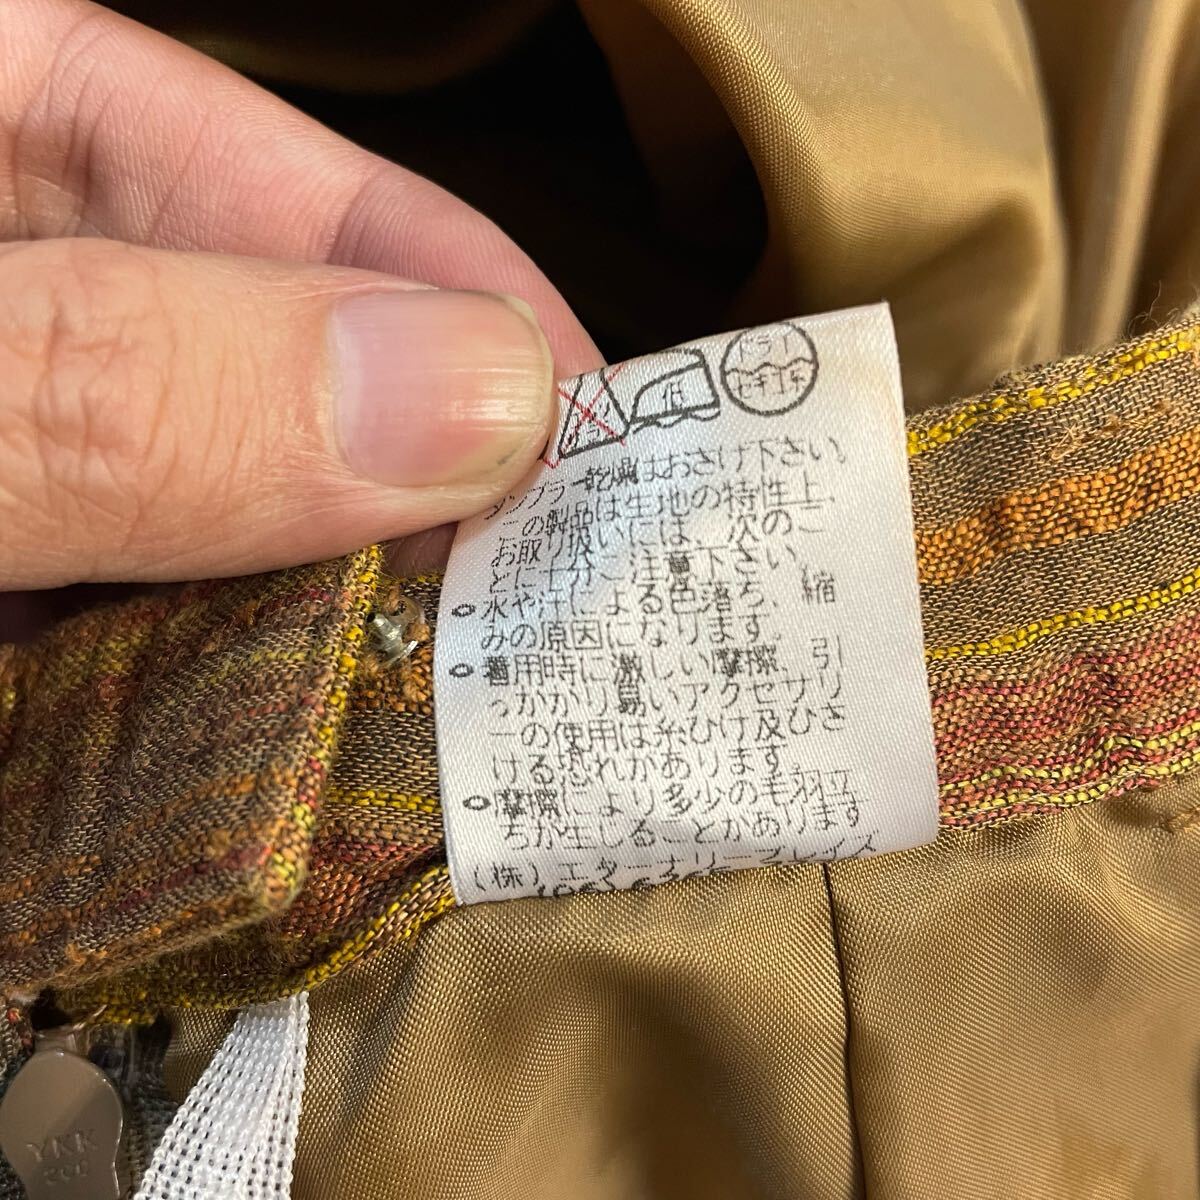 低
ドライ
セキユ系
タンブラー乾燥はおさけ下さい。
この製品は生地の特性上、
お取り扱いには、次のこ
とに十分ご注意下さい。
○水や汗による色落ち、縮
みの原因になります。
○着用時に激しい摩擦、引
っかかり易いアクセサリ
ーの使用は糸ひけ及ひさ
ける恐れかあります
○摩擦により多少の毛羽立
ちか生じることかあります
(株)エターナリープレイズ
YKK